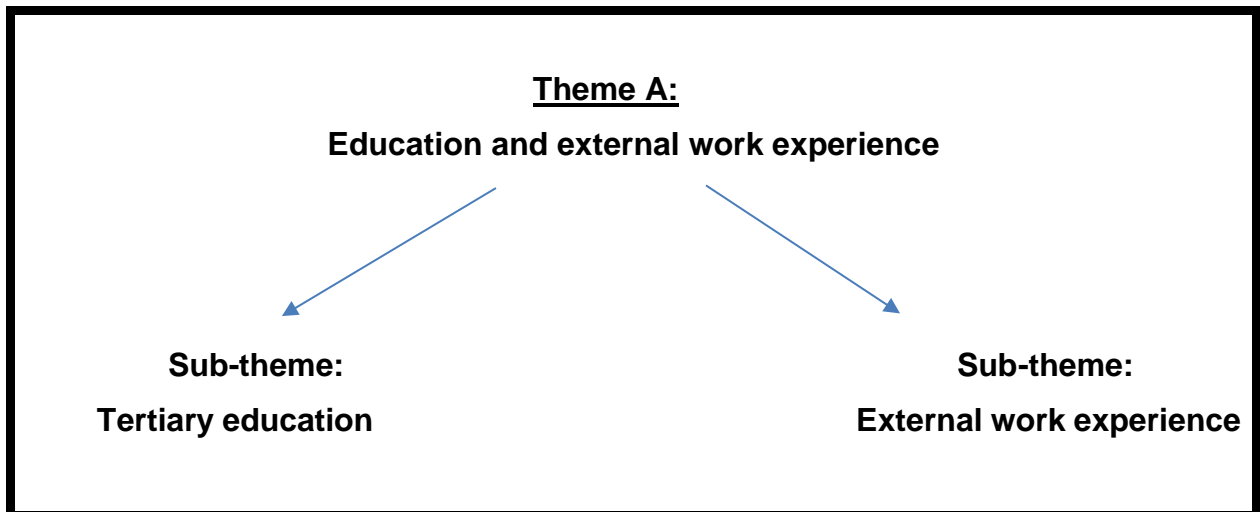 Theme A:
Education and external work experience
Sub-theme:
Tertiary education
Sub-theme:
External work experience